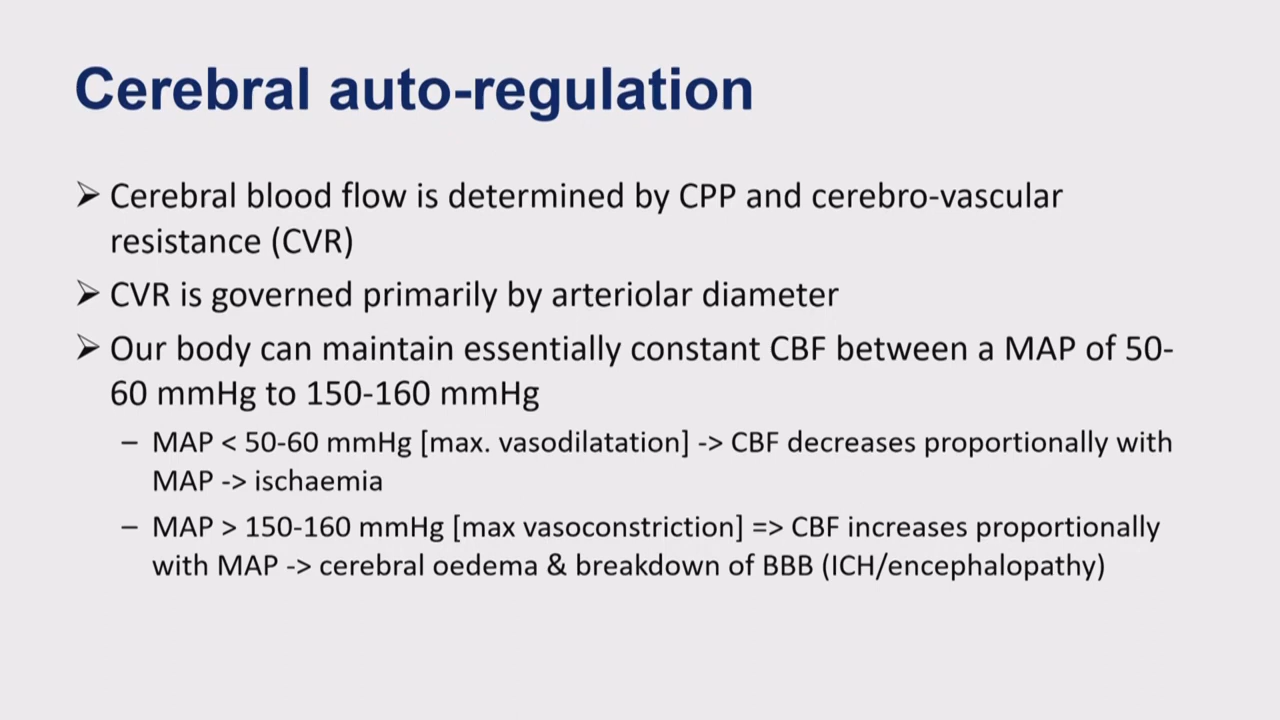 Cerebral auto-regulation
➢ Cerebral blood flow is determined by CPP and cerebro-vascular
resistance (CVR)
➢ CVR is governed primarily by arteriolar diameter
➢ Our body can maintain essentially constant CBF between a MAP of 50-
60 mmHg to 150-160 mmHg
– MAP < 50-60 mmHg [max. vasodilatation] -> CBF decreases proportionally with
MAP -> ischaemia
– MAP > 150-160 mmHg [max vasoconstriction] => CBF increases proportionally
with MAP -> cerebral oedema & breakdown of BBB (ICH/encephalopathy)